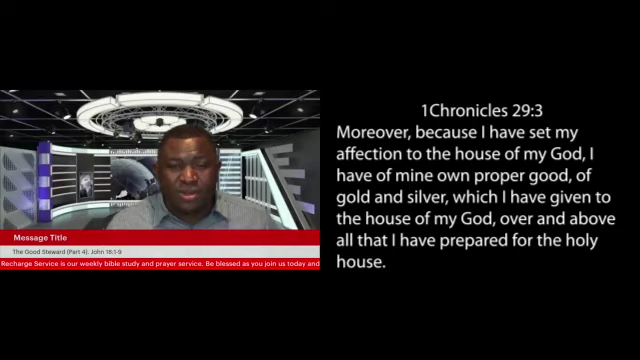 Message Title
The Good Steward (Part 4): John 18:1-9
Recharge Service is our weekly bible study and prayer service. Be blessed as you join us today and
1Chronicles 29:3
Moreover, because I have set my
affection to the house of my God, I
have of mine own proper good, of
gold and silver, which I have given to
the house of my God, over and above
all that I have prepared for the holy
house.